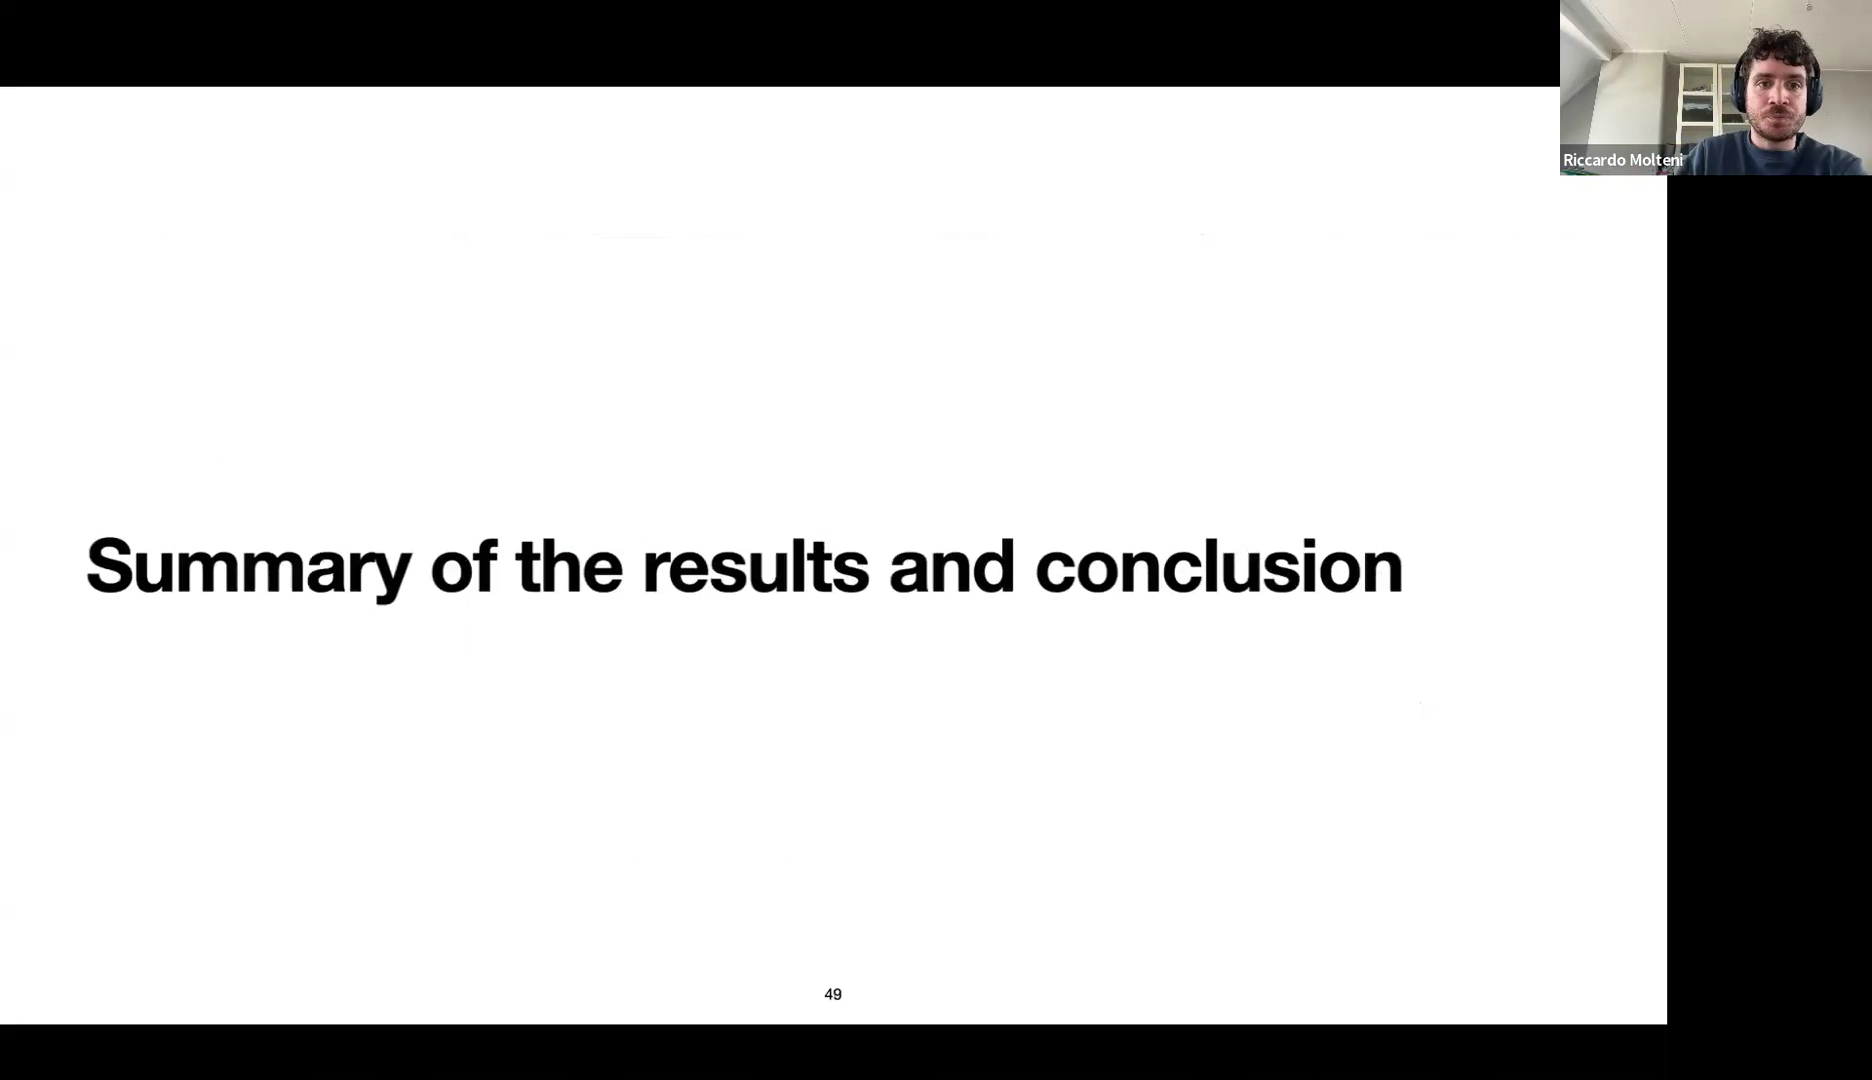 Riccardo Molteni
Summary of the results and conclusion
49